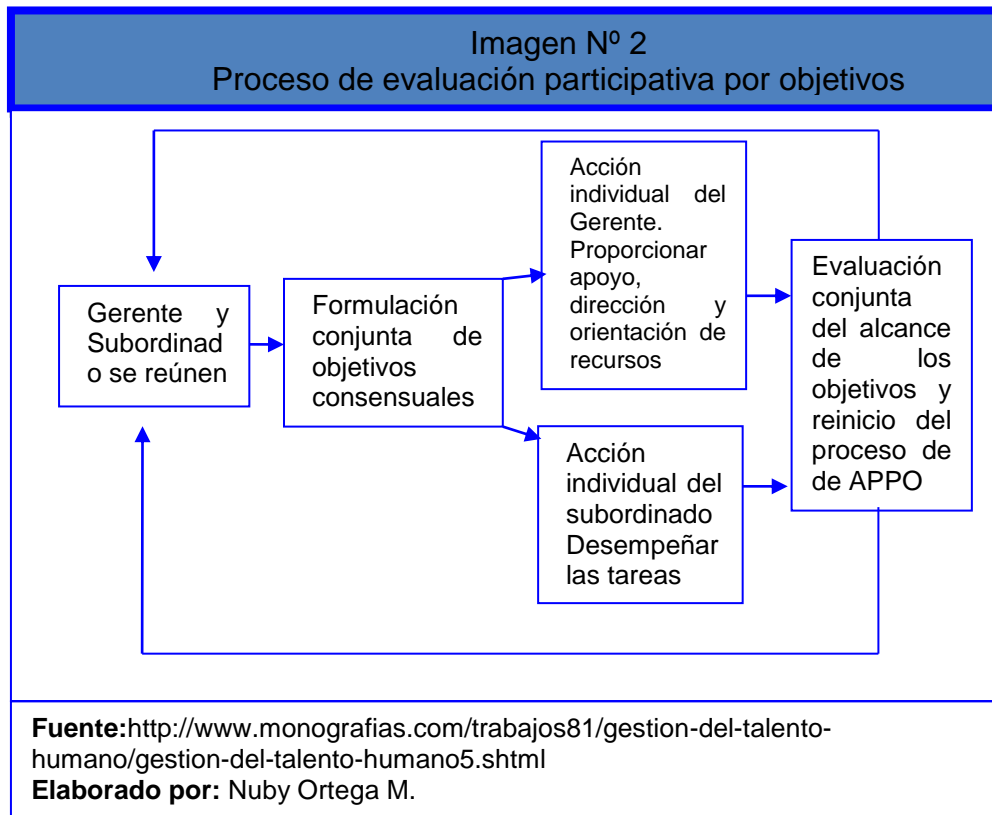 Imagen Nº 2
Proceso de evaluación participativa por objetivos
Gerente y
Subordinad
o se reúnen
Formulación
conjunta de
objetivos
consensuales
Acción
individual del
Gerente.
Proporcionar
apoyo,
dirección y
orientación de
recursos
Acción
individual del
subordinado
Desempeñar
las tareas
Evaluación
conjunta
del alcance
de los
objetivos y
reinicio del
proceso de
de APPO
Fuente:http://www.monografias.com/trabajos81/gestion-del-talento-
humano/gestion-del-talento-humano5.shtml
Elaborado por: Nuby Ortega M.